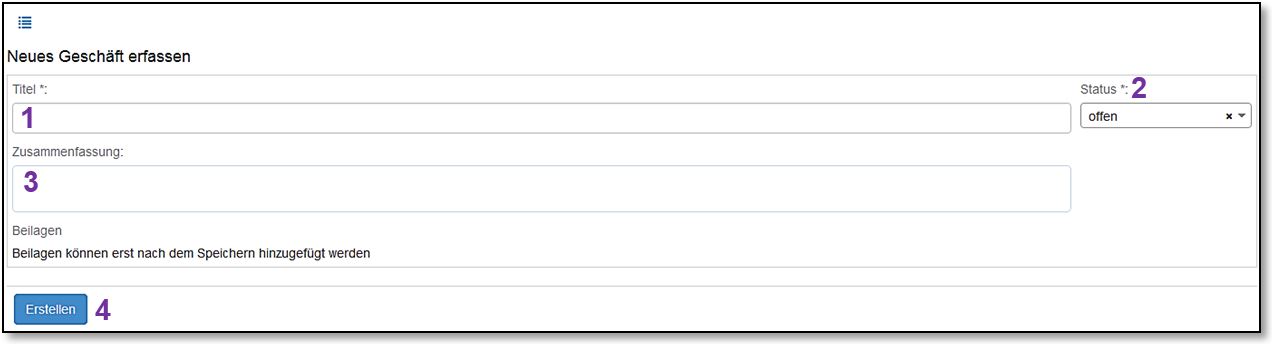 Neues Geschäft erfassen
Titel *:
Status *: 2
1
offen
Zusammenfassung:
3
Beilagen
Beilagen können erst nach dem Speichern hinzugefügt werden
Erstellen 4